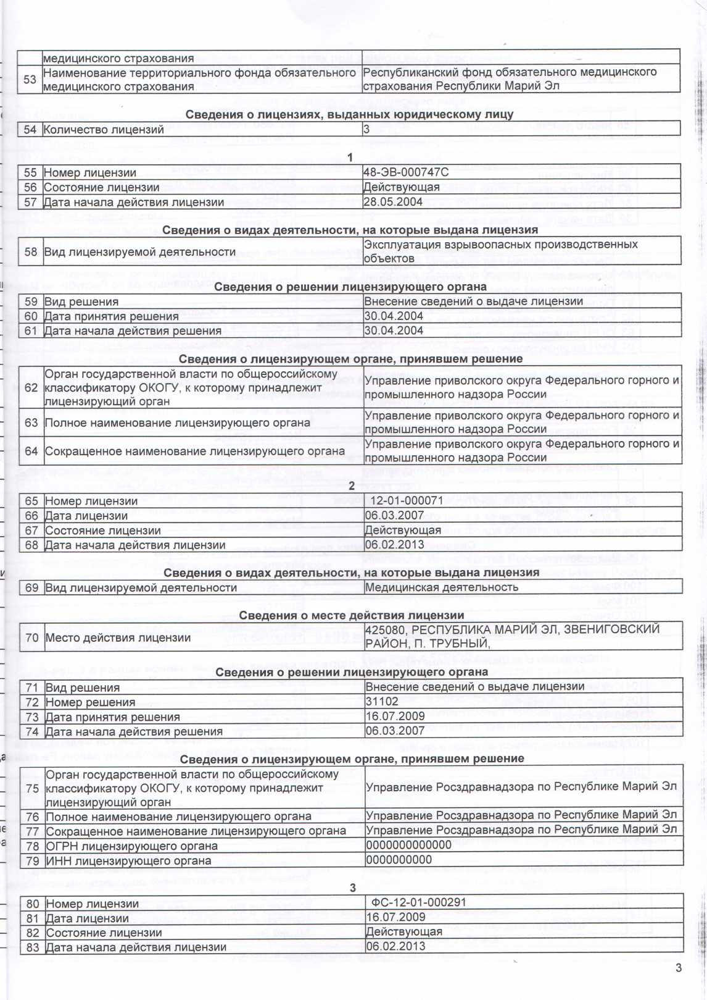 медицинского страхования
53 Наименование территориального фонда обязательного Республиканский фонд обязательного медицинского
медицинского страхования страхования Республики Марий Эл
Сведения о лицензиях, выданных юридическому лицу
54 Количество лицензий 3
1
55 Номер лицензии 48-ЭВ-000747С
56 Состояние лицензии Действующая
57 Дата начала действия лицензии 28.05.2004
Сведения о видах деятельности, на которые выдана лицензия
58 Вид лицензируемой деятельности Эксплуатация взрывоопасных производственных
объектов
Сведения о решении лицензирующего органа
59 Вид решения Внесение сведений о выдаче лицензии
60 Дата принятия решения 30.04.2004
61 Дата начала действия решения 30.04.2004
Сведения о лицензирующем органе, принявшем решение
Орган государственной власти по общероссийскому
62 классификатору ОКОГУ, к которому принадлежит Управление приволского округа Федерального горного и
лицензирующий орган промышленного надзора России
63 Полное наименование лицензирующего органа Управление приволского округа Федерального горного и
промышленного надзора России
64 Сокращенное наименование лицензирующего органа Управление приволского округа Федерального горного и
промышленного надзора России
2
65 Номер лицензии 12-01-000071
66 Дата лицензии 06.03.2007
67 Состояние лицензии Действующая
68 Дата начала действия лицензии 06.02.2013
Сведения о видах деятельности, на которые выдана лицензия
69 Вид лицензируемой деятельности Медицинская деятельность
Сведения о месте действия лицензии
70 Место действия лицензии 425080, РЕСПУБЛИКА МАРИЙ ЭЛ, ЗВЕНИГОВСКИЙ
РАЙОН, П. ТРУБНЫЙ,
Сведения о решении лицензирующего органа
71 Вид решения Внесение сведений о выдаче лицензии
72 Номер решения 31102
73 Дата принятия решения 16.07.2009
74 Дата начала действия решения 06.03.2007
Сведения о лицензирующем органе, принявшем решение
Орган государственной власти по общероссийскому
75 классификатору ОКОГУ, к которому принадлежит Управление Росздравнадзора по Республике Марий Эл
лицензирующий орган
76 Полное наименование лицензирующего органа Управление Росздравнадзора по Республике Марий Эл
77 Сокращенное наименование лицензирующего органа Управление Росздравнадзора по Республике Марий Эл
78 ОГРН лицензирующего органа 0000000000000
79 ИНН лицензирующего органа 0000000000
3
80 Номер лицензии ФС-12-01-000291
81 Дата лицензии 16.07.2009
82 Состояние лицензии Действующая
83 Дата начала действия лицензии 06.02.2013
3